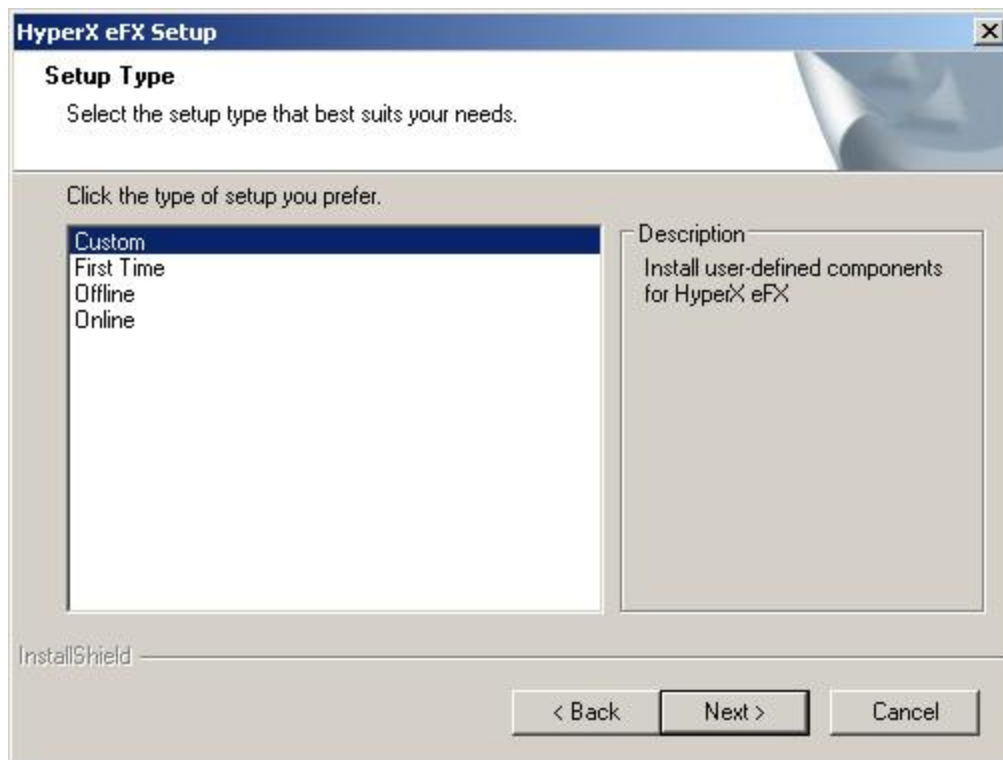 HyperX eFX Setup
Setup Type
Select the setup type that best suits your needs.
Click the type of setup you prefer.
Custom
First Time
Offline
Online
Description
Install user-defined components
for HyperX eFX
InstallShield
< Back
Next >
Cancel